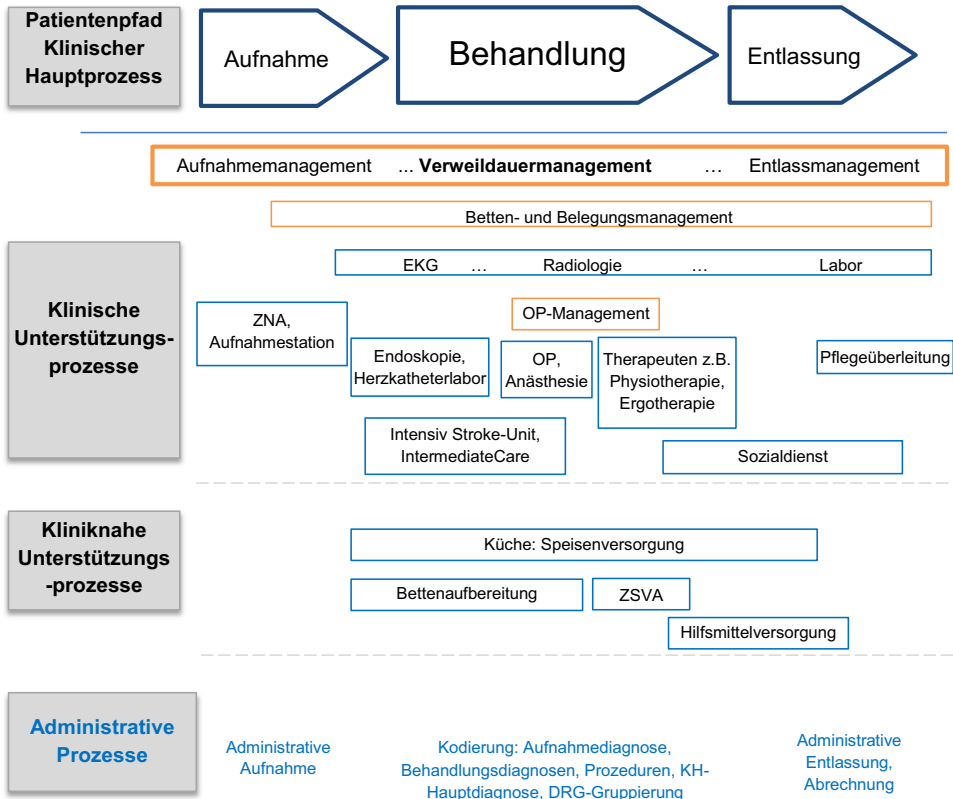 Patientenpfad
Klinischer
Hauptprozess
Aufnahme
Behandlung
Entlassung
Aufnahmemanagement ... Verweildauermanagement … Entlassmanagement
Betten- und Belegungsmanagement
EKG … Radiologie … Labor
Klinische
Unterstützungs-
prozesse
ZNA,
Aufnahmestation
OP-Management
Endoskopie,
Herzkatheterlabor
OP,
Anästhesie
Therapeuten z.B.
Physiotherapie,
Ergotherapie
Pflegeüberleitung
Intensiv Stroke-Unit,
IntermediateCare
Sozialdienst
Kliniknahe
Unterstützungs
-prozesse
Küche: Speisenversorgung
Bettenaufbereitung
ZSVA
Hilfsmittelversorgung
Administrative
Prozesse
Administrative
Aufnahme
Kodierung: Aufnahmediagnose,
Behandlungsdiagnosen, Prozeduren, KH-
Hauptdiagnose, DRG-Gruppierung
Administrative
Entlassung,
Abrechnung